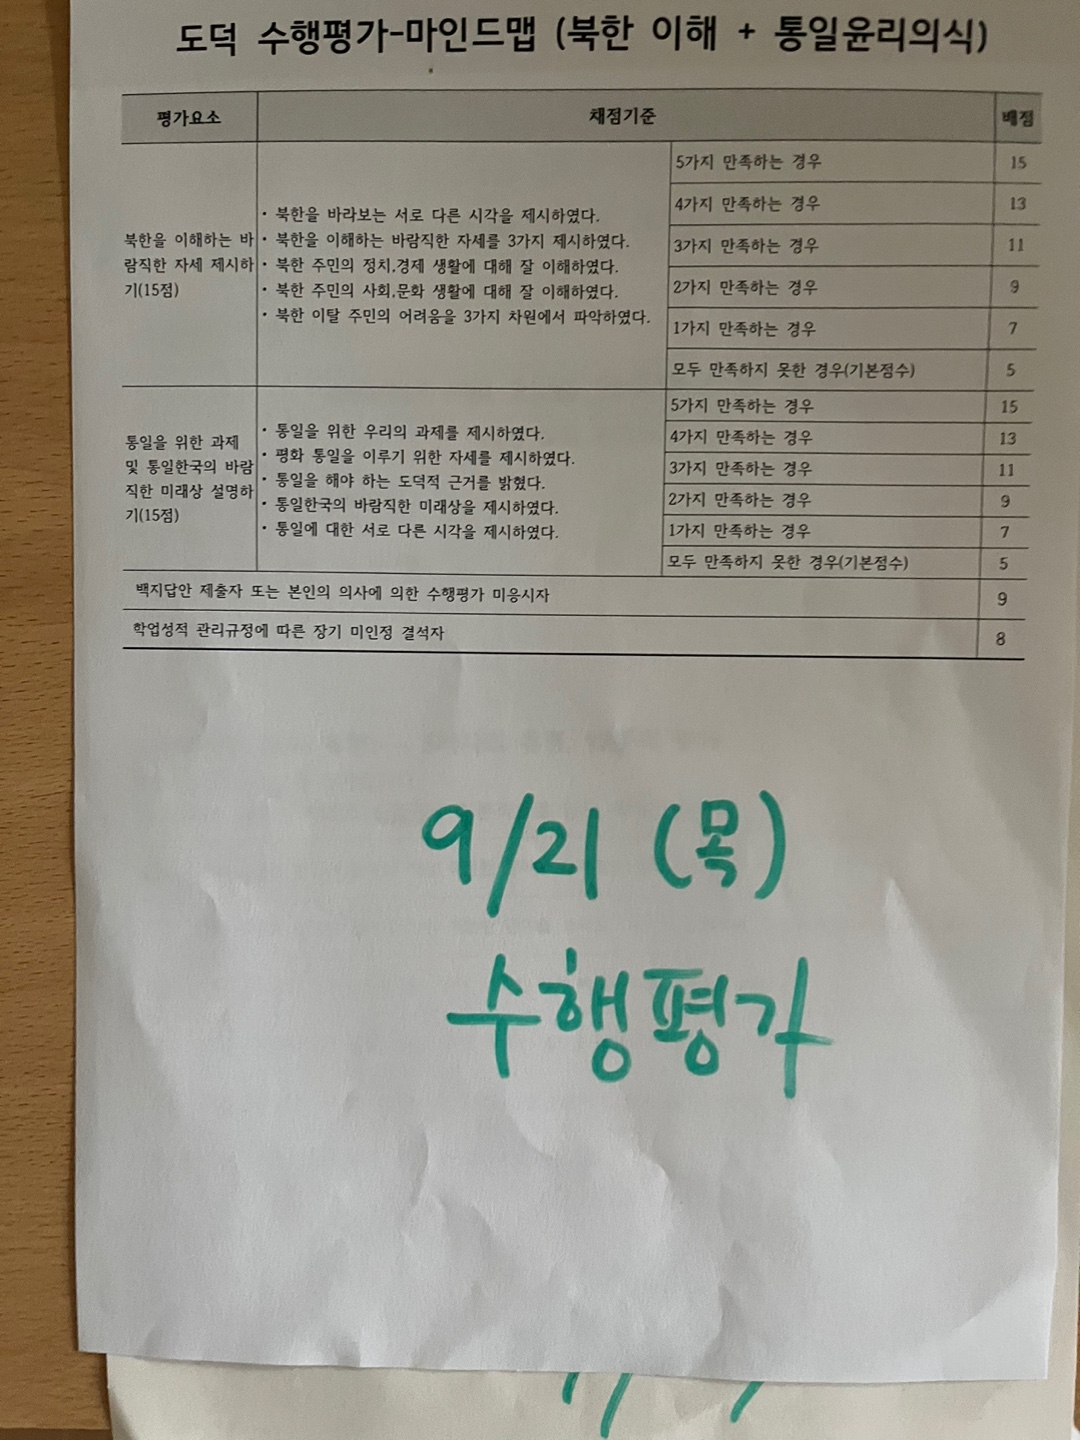 도덕 수행평가-마인드맵 (북한 이해 + 통일윤리의식)
평가요소 채점기준 배점
북한을 이해하는 바
람직한 자세 제시하
기(15점)
• 북한을 바라보는 서로 다른 시각을 제시하였다.
• 북한을 이해하는 바람직한 자세를 3가지 제시하였다.
• 북한 주민의 정치,경제 생활에 대해 잘 이해하였다.
• 북한 주민의 사회,문화 생활에 대해 잘 이해하였다.
• 북한 이탈 주민의 어려움을 3가지 차원에서 파악하였다.
5가지 만족하는 경우 15
4가지 만족하는 경우 13
3가지 만족하는 경우 11
2가지 만족하는 경우 9
1가지 만족하는 경우 7
모두 만족하지 못한 경우(기본점수) 5
통일을 위한 과제
및 통일한국의 바람
직한 미래상 설명하
기(15점)
• 통일을 위한 우리의 과제를 제시하였다.
• 평화 통일을 이루기 위한 자세를 제시하였다.
• 통일을 해야 하는 도덕적 근거를 밝혔다.
• 통일한국의 바람직한 미래상을 제시하였다.
• 통일에 대한 서로 다른 시각을 제시하였다.
5가지 만족하는 경우 15
4가지 만족하는 경우 13
3가지 만족하는 경우 11
2가지 만족하는 경우 9
1가지 만족하는 경우 7
모두 만족하지 못한 경우(기본점수) 5
백지답안 제출자 또는 본인의 의사에 의한 수행평가 미응시자 9
학업성적 관리규정에 따른 장기 미인정 결석자 8
9/21 (목)
수행평가